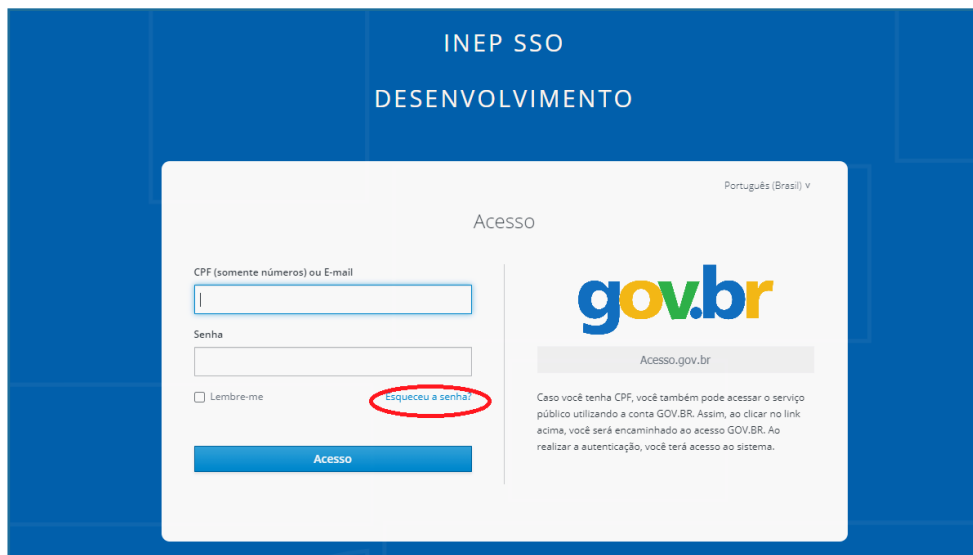 INEP SSO
DESENVOLVIMENTO
Português (Brasil) v
Acesso
CPF (somente números) ou E-mail
Senha
Lembre-me
Esqueceu a senha?
Acesso
gov.br
Acesso.gov.br
Caso você tenha CPF, você também pode acessar o serviço
público utilizando a conta GOV.BR. Assim, ao clicar no link
acima, você será encaminhado ao acesso GOV.BR. Ao
realizar a autenticação, você terá acesso ao sistema.